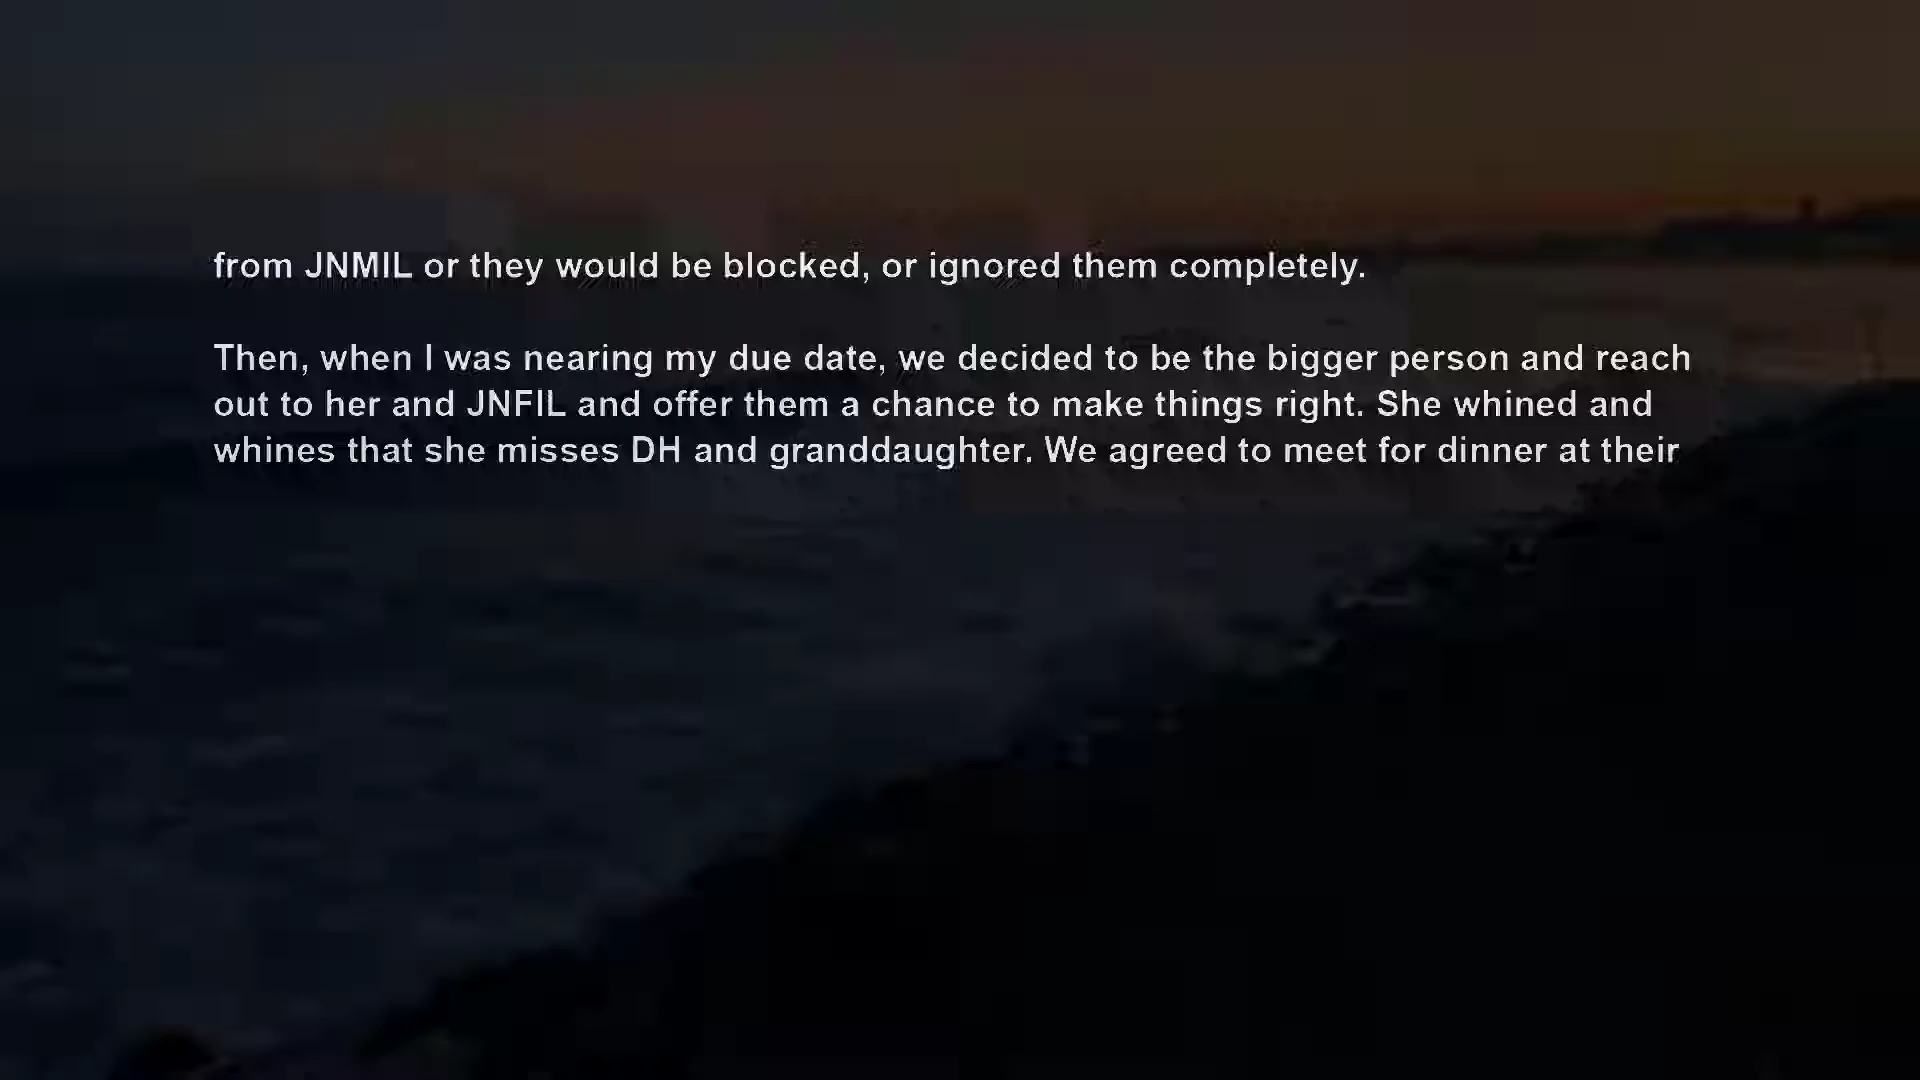 from JNMIL or they would be blocked, or ignored them completely.
Then, when I was nearing my due date, we decided to be the bigger person and reach
out to her and JNFIL and offer them a chance to make things right. She whined and
whines that she misses DH and granddaughter. We agreed to meet for dinner at their